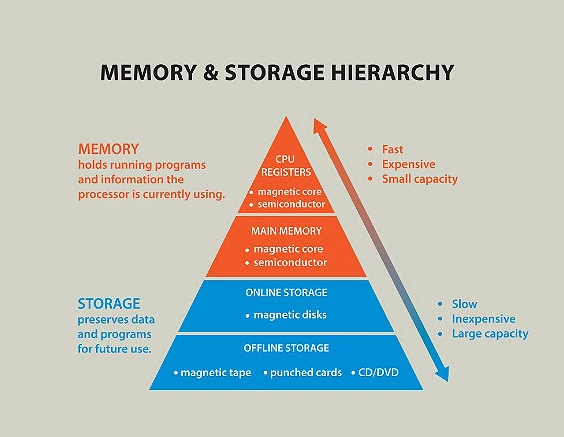 MEMORY & STORAGE HIERARCHY
MEMORY
holds running programs
and information the
processor is currently using.
CPU
REGISTERS
• magnetic core
• semiconductor
• Fast
• Expensive
• Small capacity
MAIN MEMORY
• magnetic core
• semiconductor
STORAGE
preserves data
and programs
for future use.
ONLINE STORAGE
• magnetic disks
• Slow
• Inexpensive
• Large capacity
OFFLINE STORAGE
• magnetic tape • punched cards • CD/DVD